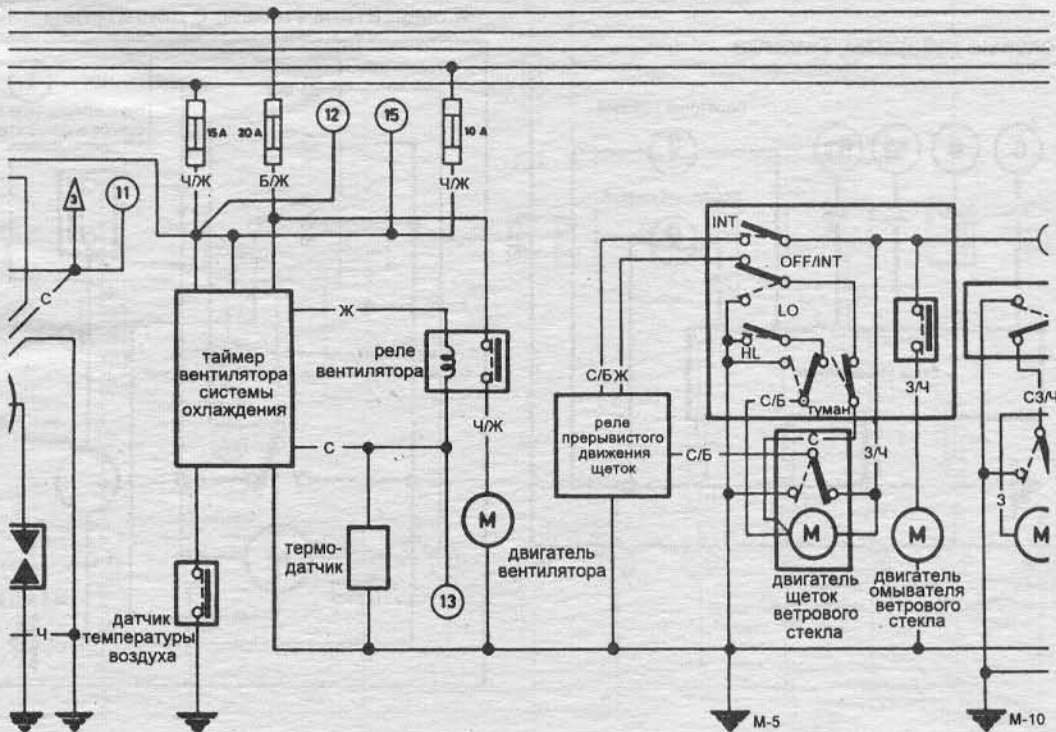 15А
20А
12
15
10 А
Ч/Ж
Б/Ж
Ч/Ж
3
11
С
INT
OFF/INT
LO
HL
туман
Ж
таймер
вентилятора
системы
охлаждения
реле
вентилятора
С/Б
Ж
С/Б
Ч/Ж
С
реле
прерывистого
движения
щеток
С/Б
С
З/Ч
З/Ч
СЗ/Ч
З
М
М
М
М
термо-
датчик
двигатель
вентилятора
двигатель
щеток
ветрового
стекла
двигатель
омывателя
ветрового
стекла
13
Ч
датчик
температуры
воздуха
М-5
М-10